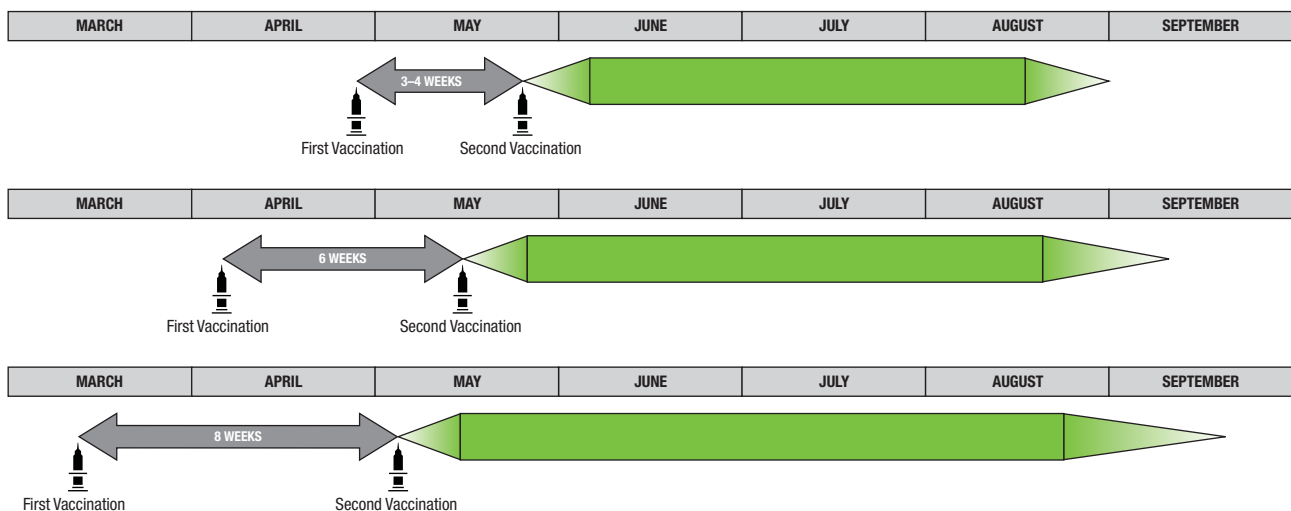 MARCH APRIL MAY JUNE JULY AUGUST SEPTEMBER
3–4 WEEKS
First Vaccination Second Vaccination
MARCH APRIL MAY JUNE JULY AUGUST SEPTEMBER
6 WEEKS
First Vaccination Second Vaccination
MARCH APRIL MAY JUNE JULY AUGUST SEPTEMBER
8 WEEKS
First Vaccination Second Vaccination